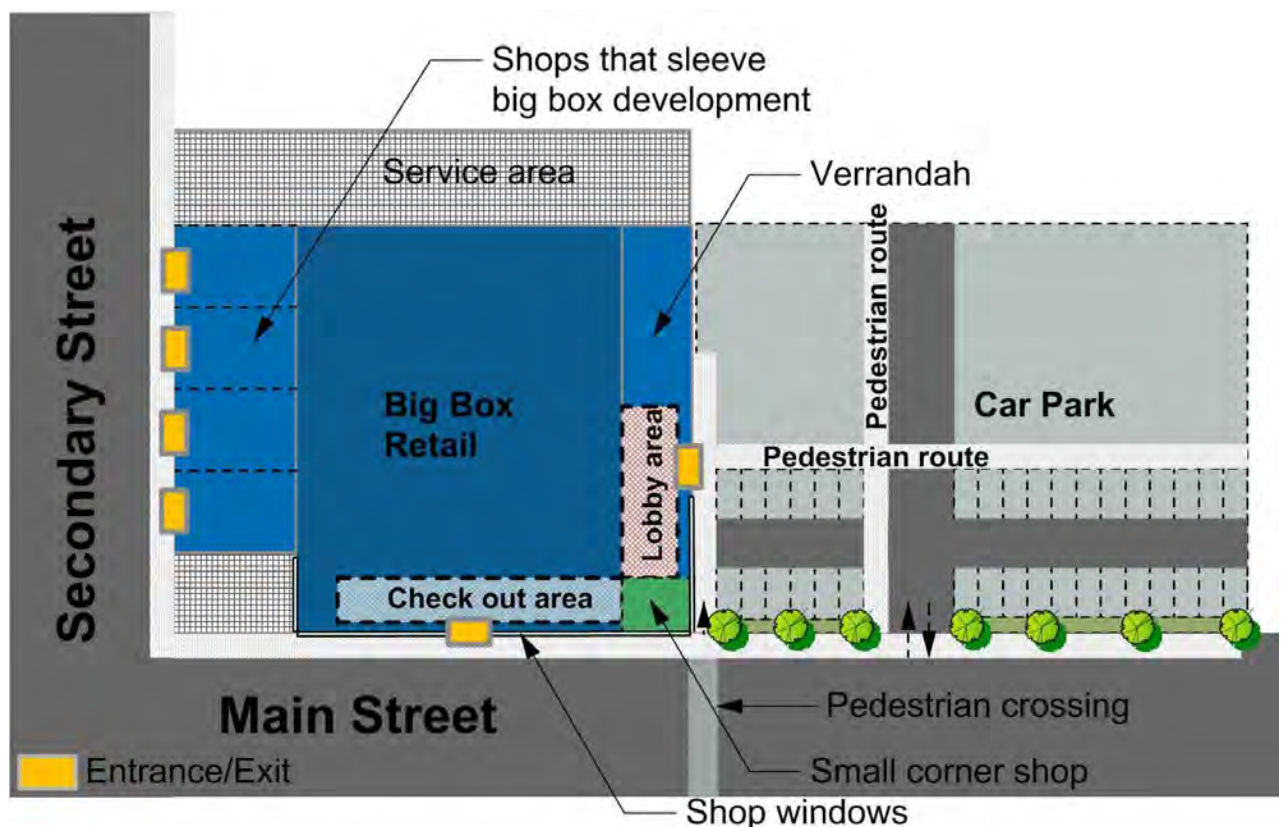 Shops that sleeve
big box development
Service area
Verrandah
Secondary Street
Pedestrian route
Big Box
Retail
Car Park
Lobby area
Pedestrian route
Check out area
Main Street
Pedestrian crossing
Entrance/Exit
Small corner shop
Shop windows